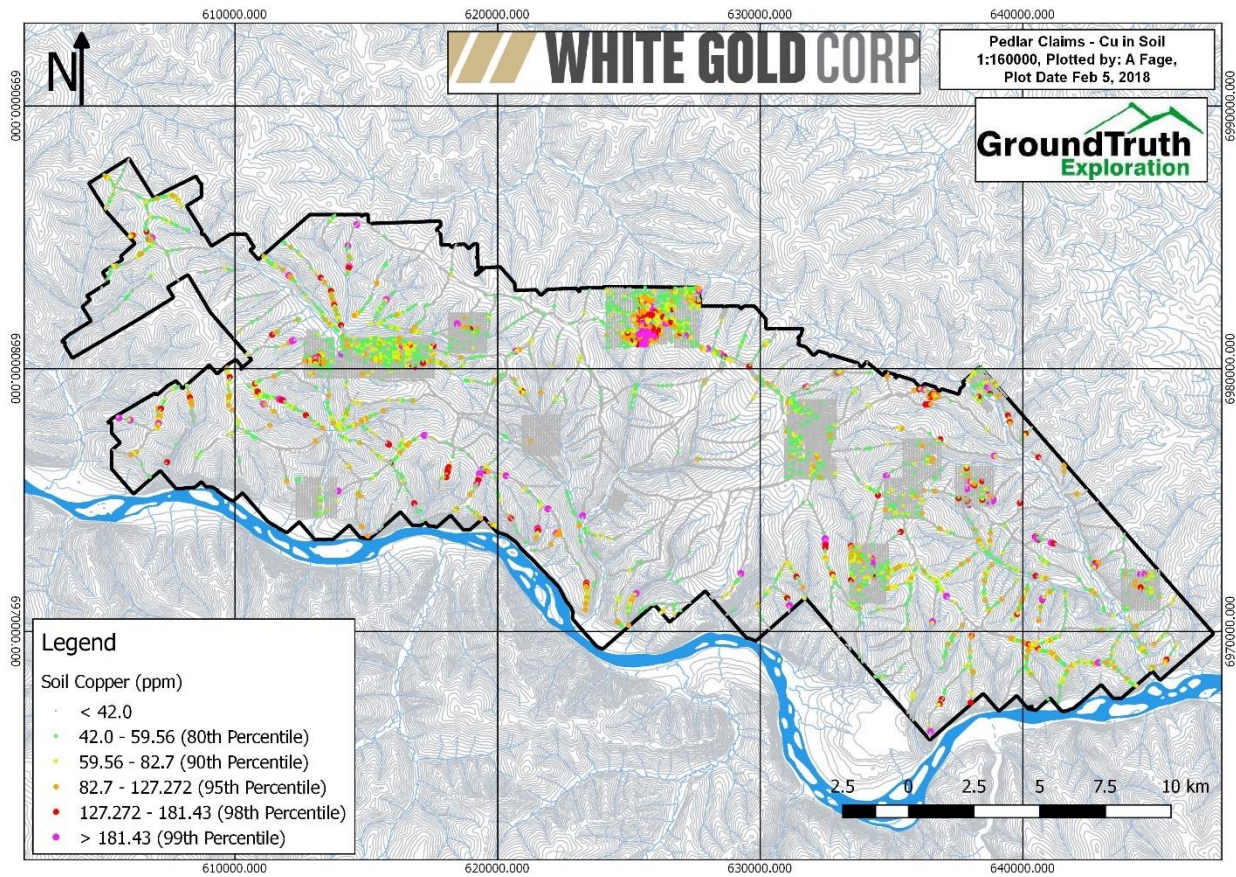 610000.000 620000.000 630000.000 640000.000
N
WHITE GOLD CORP
Pedlar Claims - Cu in Soil
1:160000, Plotted by: A Fage,
Plot Date Feb 5, 2018
GroundTruth
Exploration
6990000.000
6990000.000
6980000.000
6980000.000
6970000.000
6970000.000
Legend
Soil Copper (ppm)
< 42.0
42.0 - 59.56 (80th Percentile)
59.56 - 82.7 (90th Percentile)
82.7 - 127.272 (95th Percentile)
127.272 - 181.43 (98th Percentile)
> 181.43 (99th Percentile)
2.5 0 2.5 5 7.5 10 km
610000.000 620000.000 630000.000 640000.000